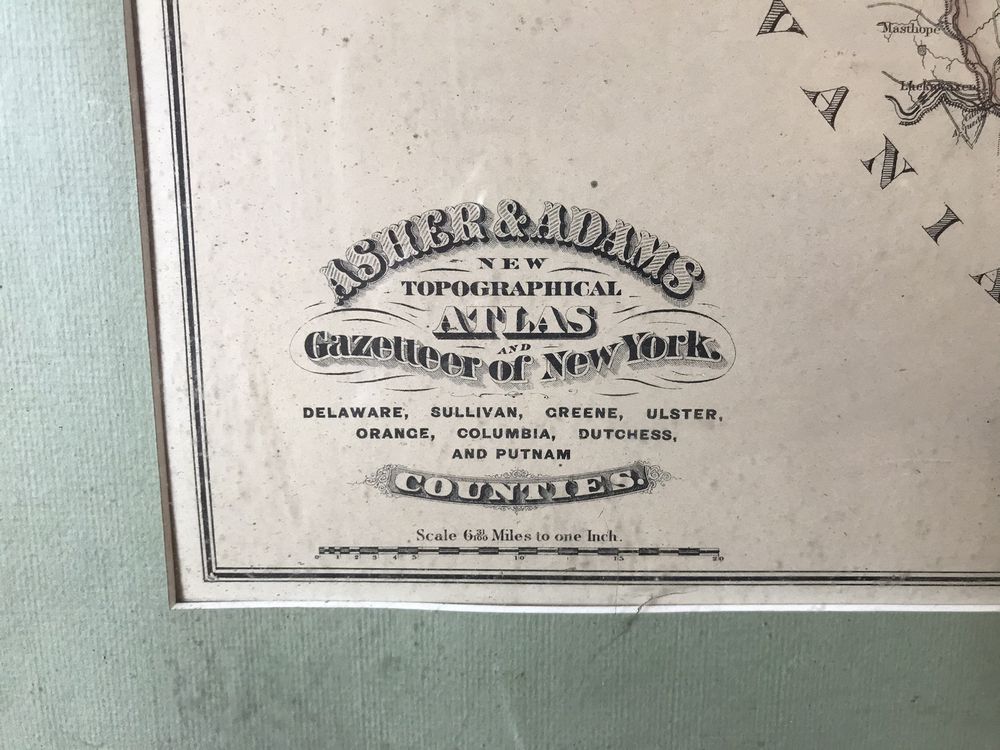 Masthope
Lackawaxen
A
N
I
A
ASHER & ADAMS
NEW
TOPOGRAPHICAL
ATLAS
AND
Gazetteer of New York.
DELAWARE, SULLIVAN, GREENE, ULSTER,
ORANGE, COLUMBIA, DUTCHESS,
AND PUTNAM
COUNTIES.
Scale 6 31/100 Miles to one Inch.
0 1 2 3 4 5 10 15 20